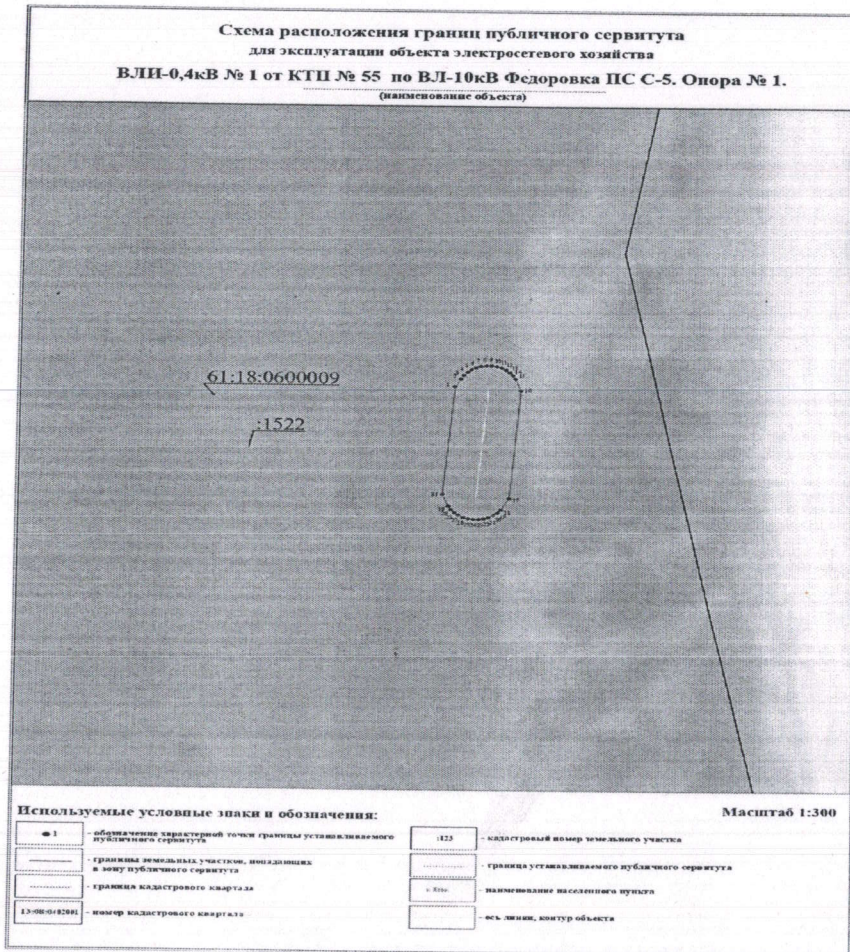 Схема расположения границ публичного сервитута
для эксплуатации объекта электросетевого хозяйства
ВЛИ-0,4кВ № 1 от КТП № 55 по ВЛ-10кВ Федоровка ПС С-5. Опора № 1.
(наименование объекта)
61:18:0600009
:1522
Используемые условные знаки и обозначения:
Масштаб 1:300
1
- обозначение характерной точки границы устанавливаемого
публичного сервитута
- границы земельных участков, попадающих
в зону публичного сервитута
- граница кадастрового квартала
- номер кадастрового квартала
:123
- кадастровый номер земельного участка
- граница устанавливаемого публичного сервитута
- наименование населенного пункта
- ось линии, контур объекта